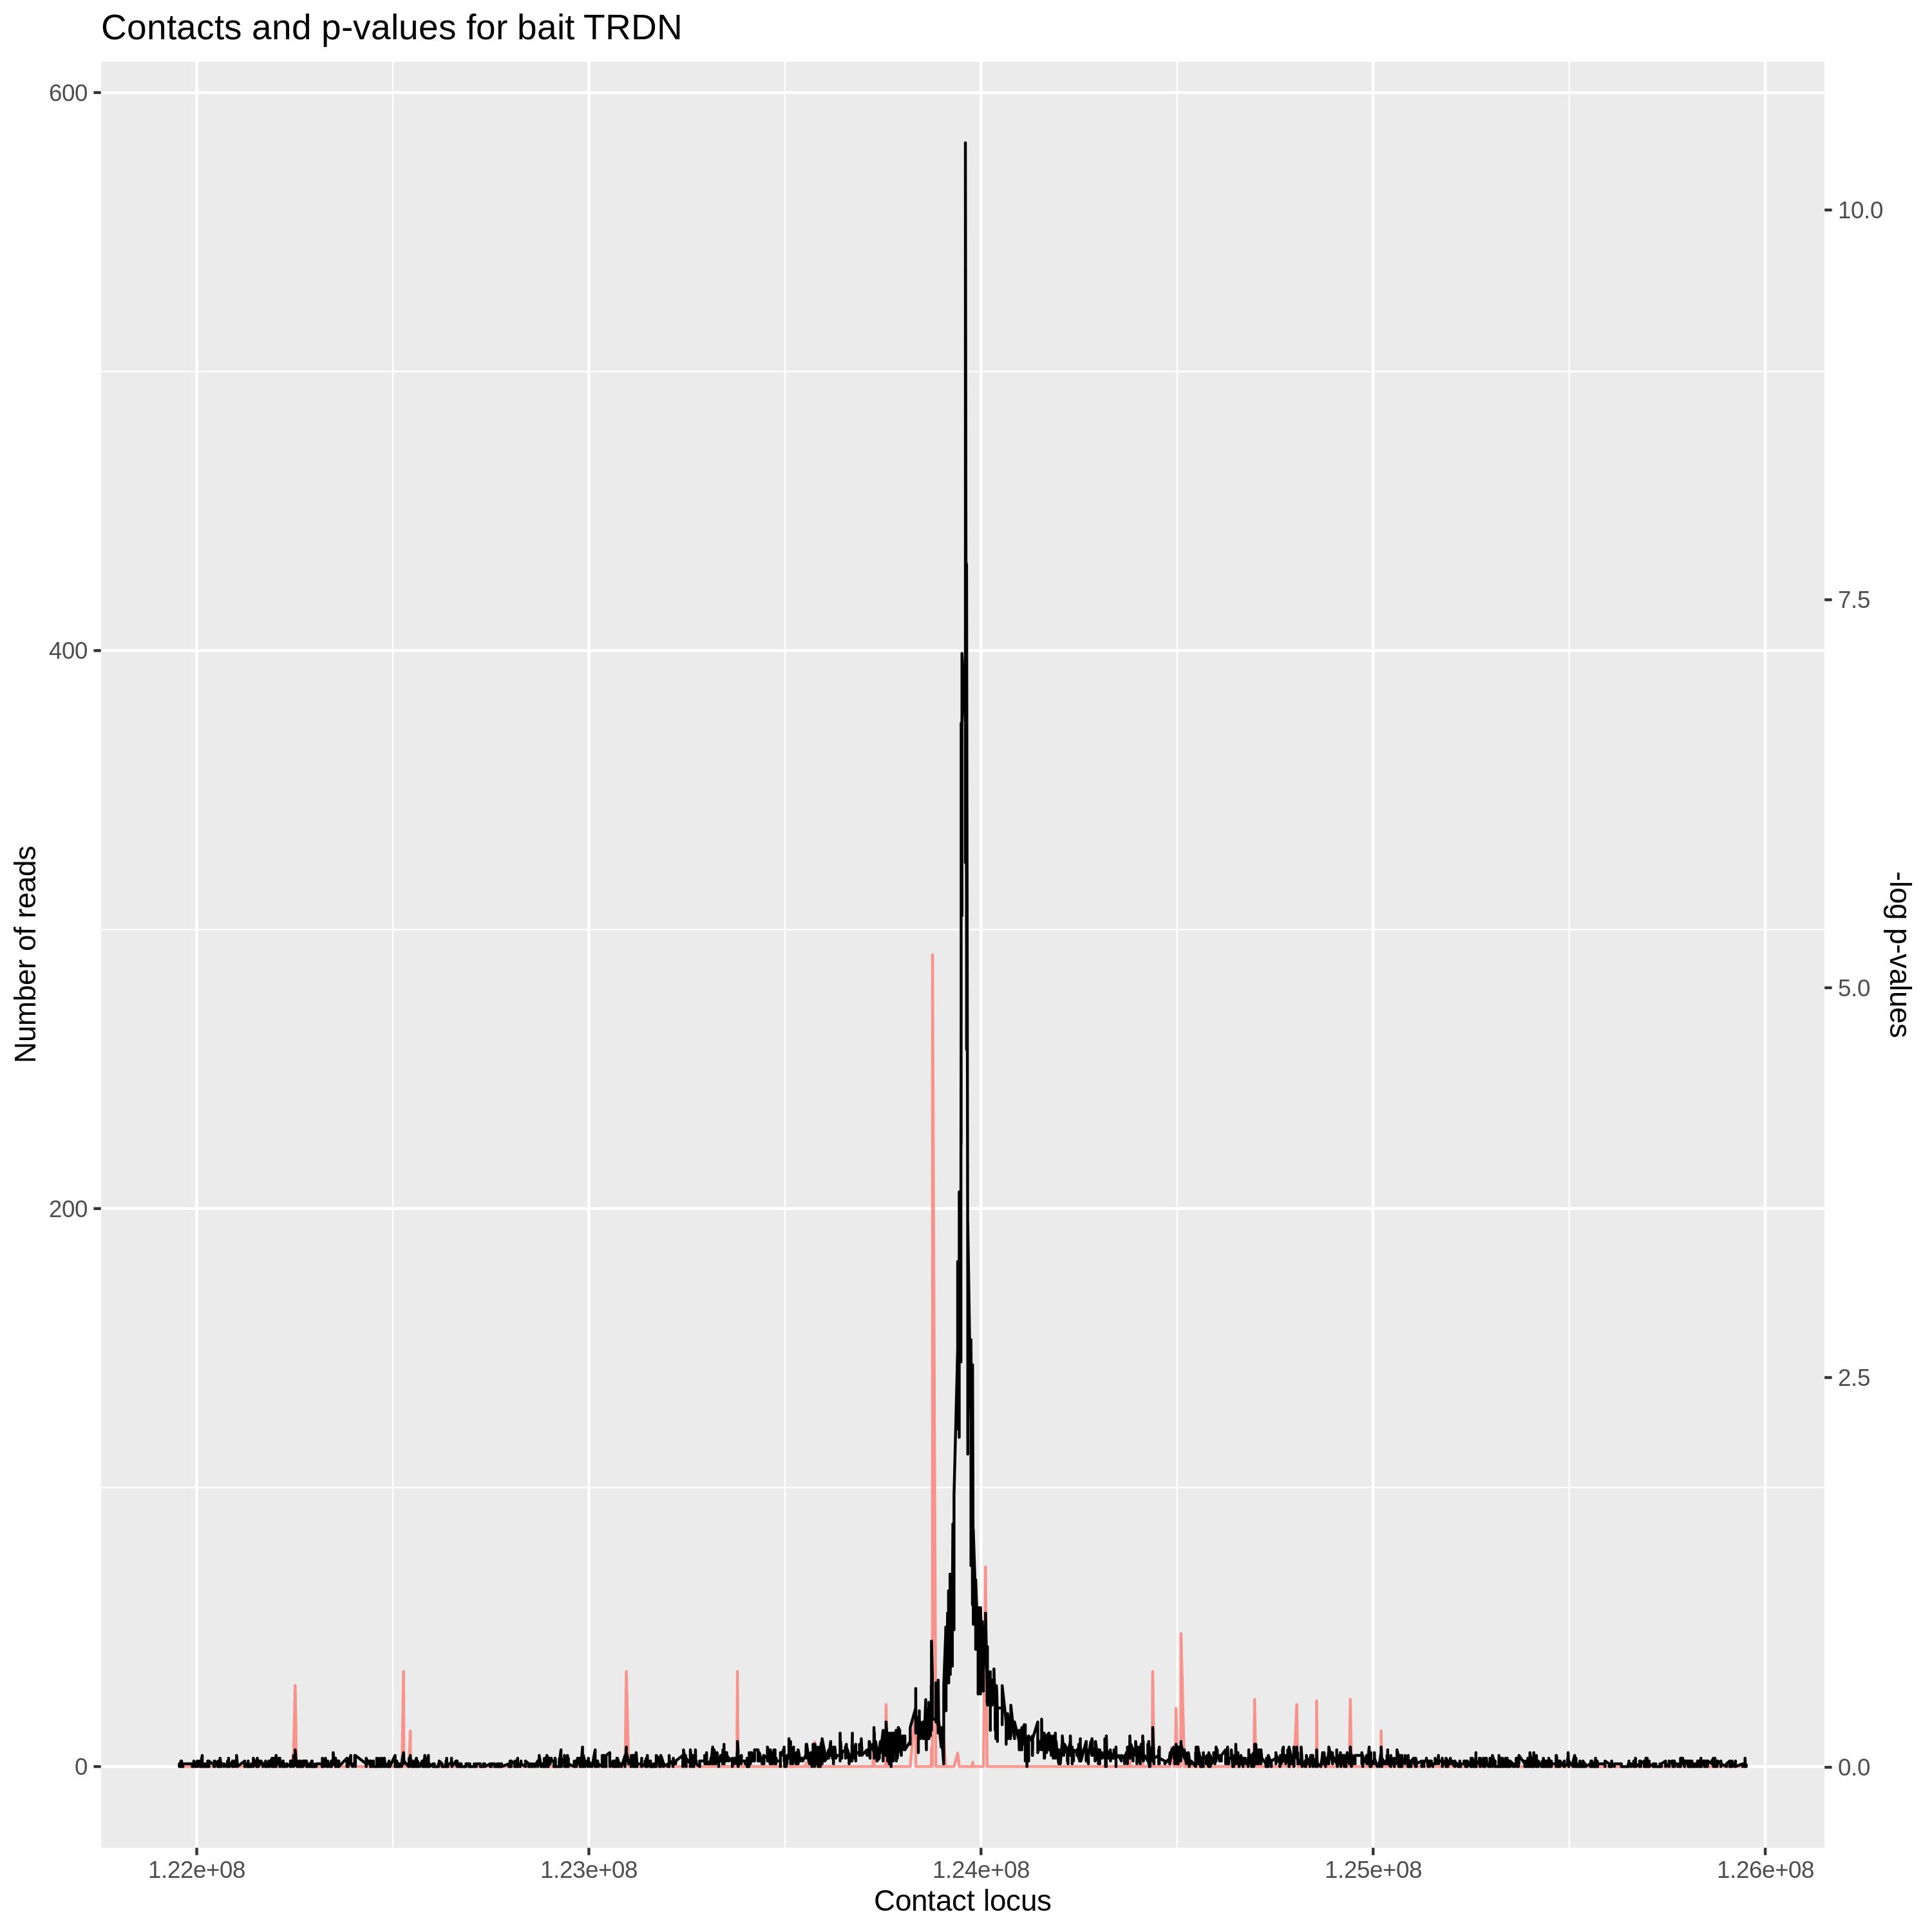 Contacts and p-values for bait TRDN
600
400
200
0
Number of reads
10.0
7.5
5.0
2.5
0.0
-log p-values
1.22e+08
1.23e+08
1.24e+08
1.25e+08
1.26e+08
Contact locus